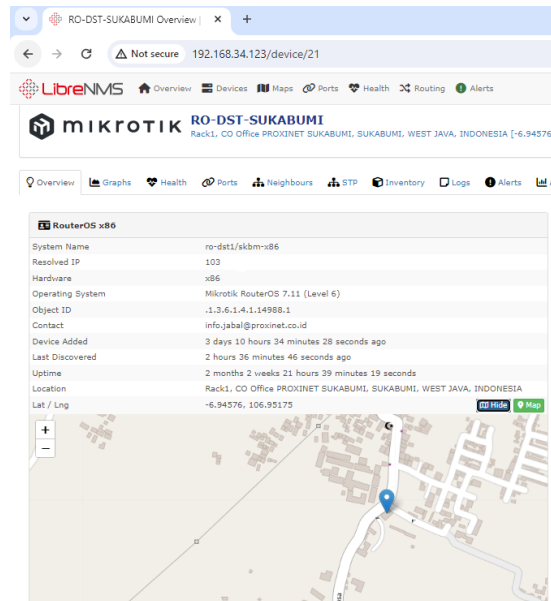 RO-DST-SUKABUMI Overview |
Not secure 192.168.34.123/device/21
LibreNMS Overview Devices Maps Ports Health Routing Alerts
MikroTik
RO-DST-SUKABUMI
Rack1, CO Office PROXINET SUKABUMI, SUKABUMI, WEST JAVA, INDONESIA [-6.94576
Overview Graphs Health Ports Neighbours STP Inventory Logs Alerts
RouterOS x86
System Name ro-dst1/skbm-x86
Resolved IP 103
Hardware x86
Operating System Mikrotik RouterOS 7.11 (Level 6)
Object ID .1.3.6.1.4.1.14988.1
Contact info.jabal@proxinet.co.id
Device Added 3 days 10 hours 34 minutes 28 seconds ago
Last Discovered 2 hours 36 minutes 46 seconds ago
Uptime 2 months 2 weeks 21 hours 39 minutes 19 seconds
Location Rack1, CO Office PROXINET SUKABUMI, SUKABUMI, WEST JAVA, INDONESIA
Lat / Lng -6.94576, 106.95175 Hide Map
+
−